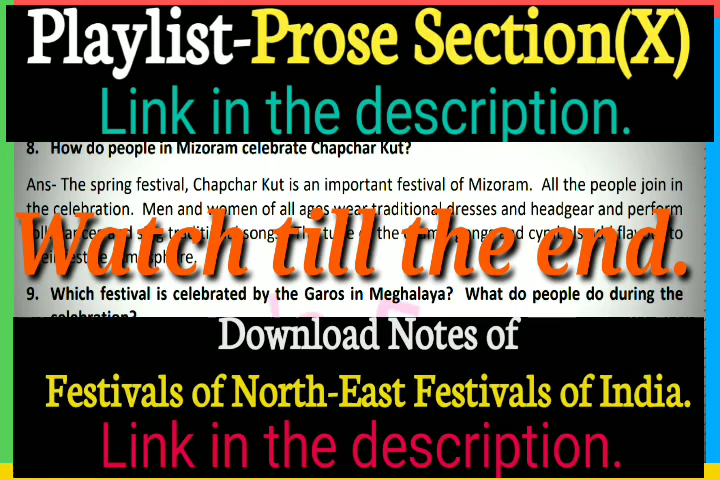 Playlist-Prose Section(X)
Link in the description.
8. How do people in Mizoram celebrate Chapchar Kut?
Ans- The spring festival, Chapchar Kut is an important festival of Mizoram. All the people join in
the celebration. Men and women of all ages wear traditional dresses and headgear and perform
Watch till the end.
9. Which festival is celebrated by the Garos in Meghalaya? What do people do during the
celebration?
Download Notes of
Festivals of North-East Festivals of India.
Link in the description.